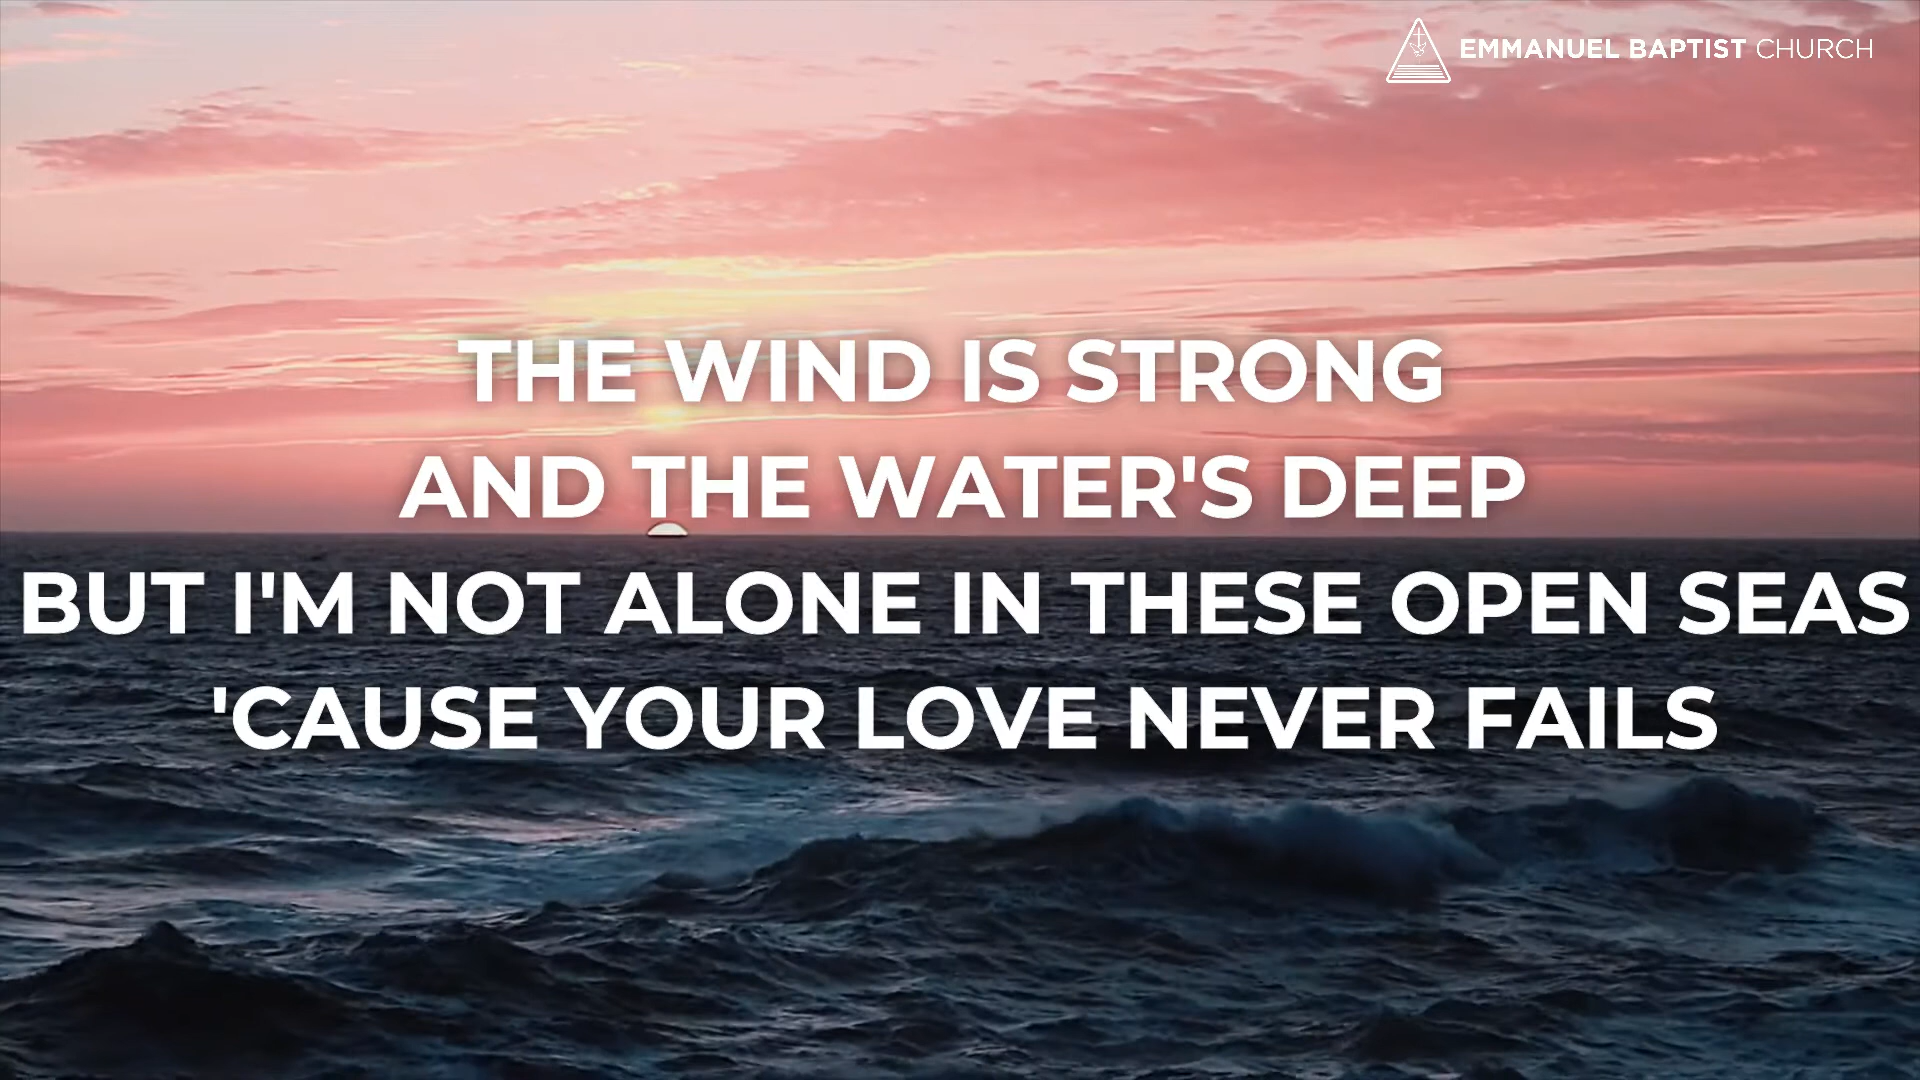 EMMANUEL BAPTIST CHURCH
THE WIND IS STRONG
AND THE WATER'S DEEP
BUT I'M NOT ALONE IN THESE OPEN SEAS
'CAUSE YOUR LOVE NEVER FAILS